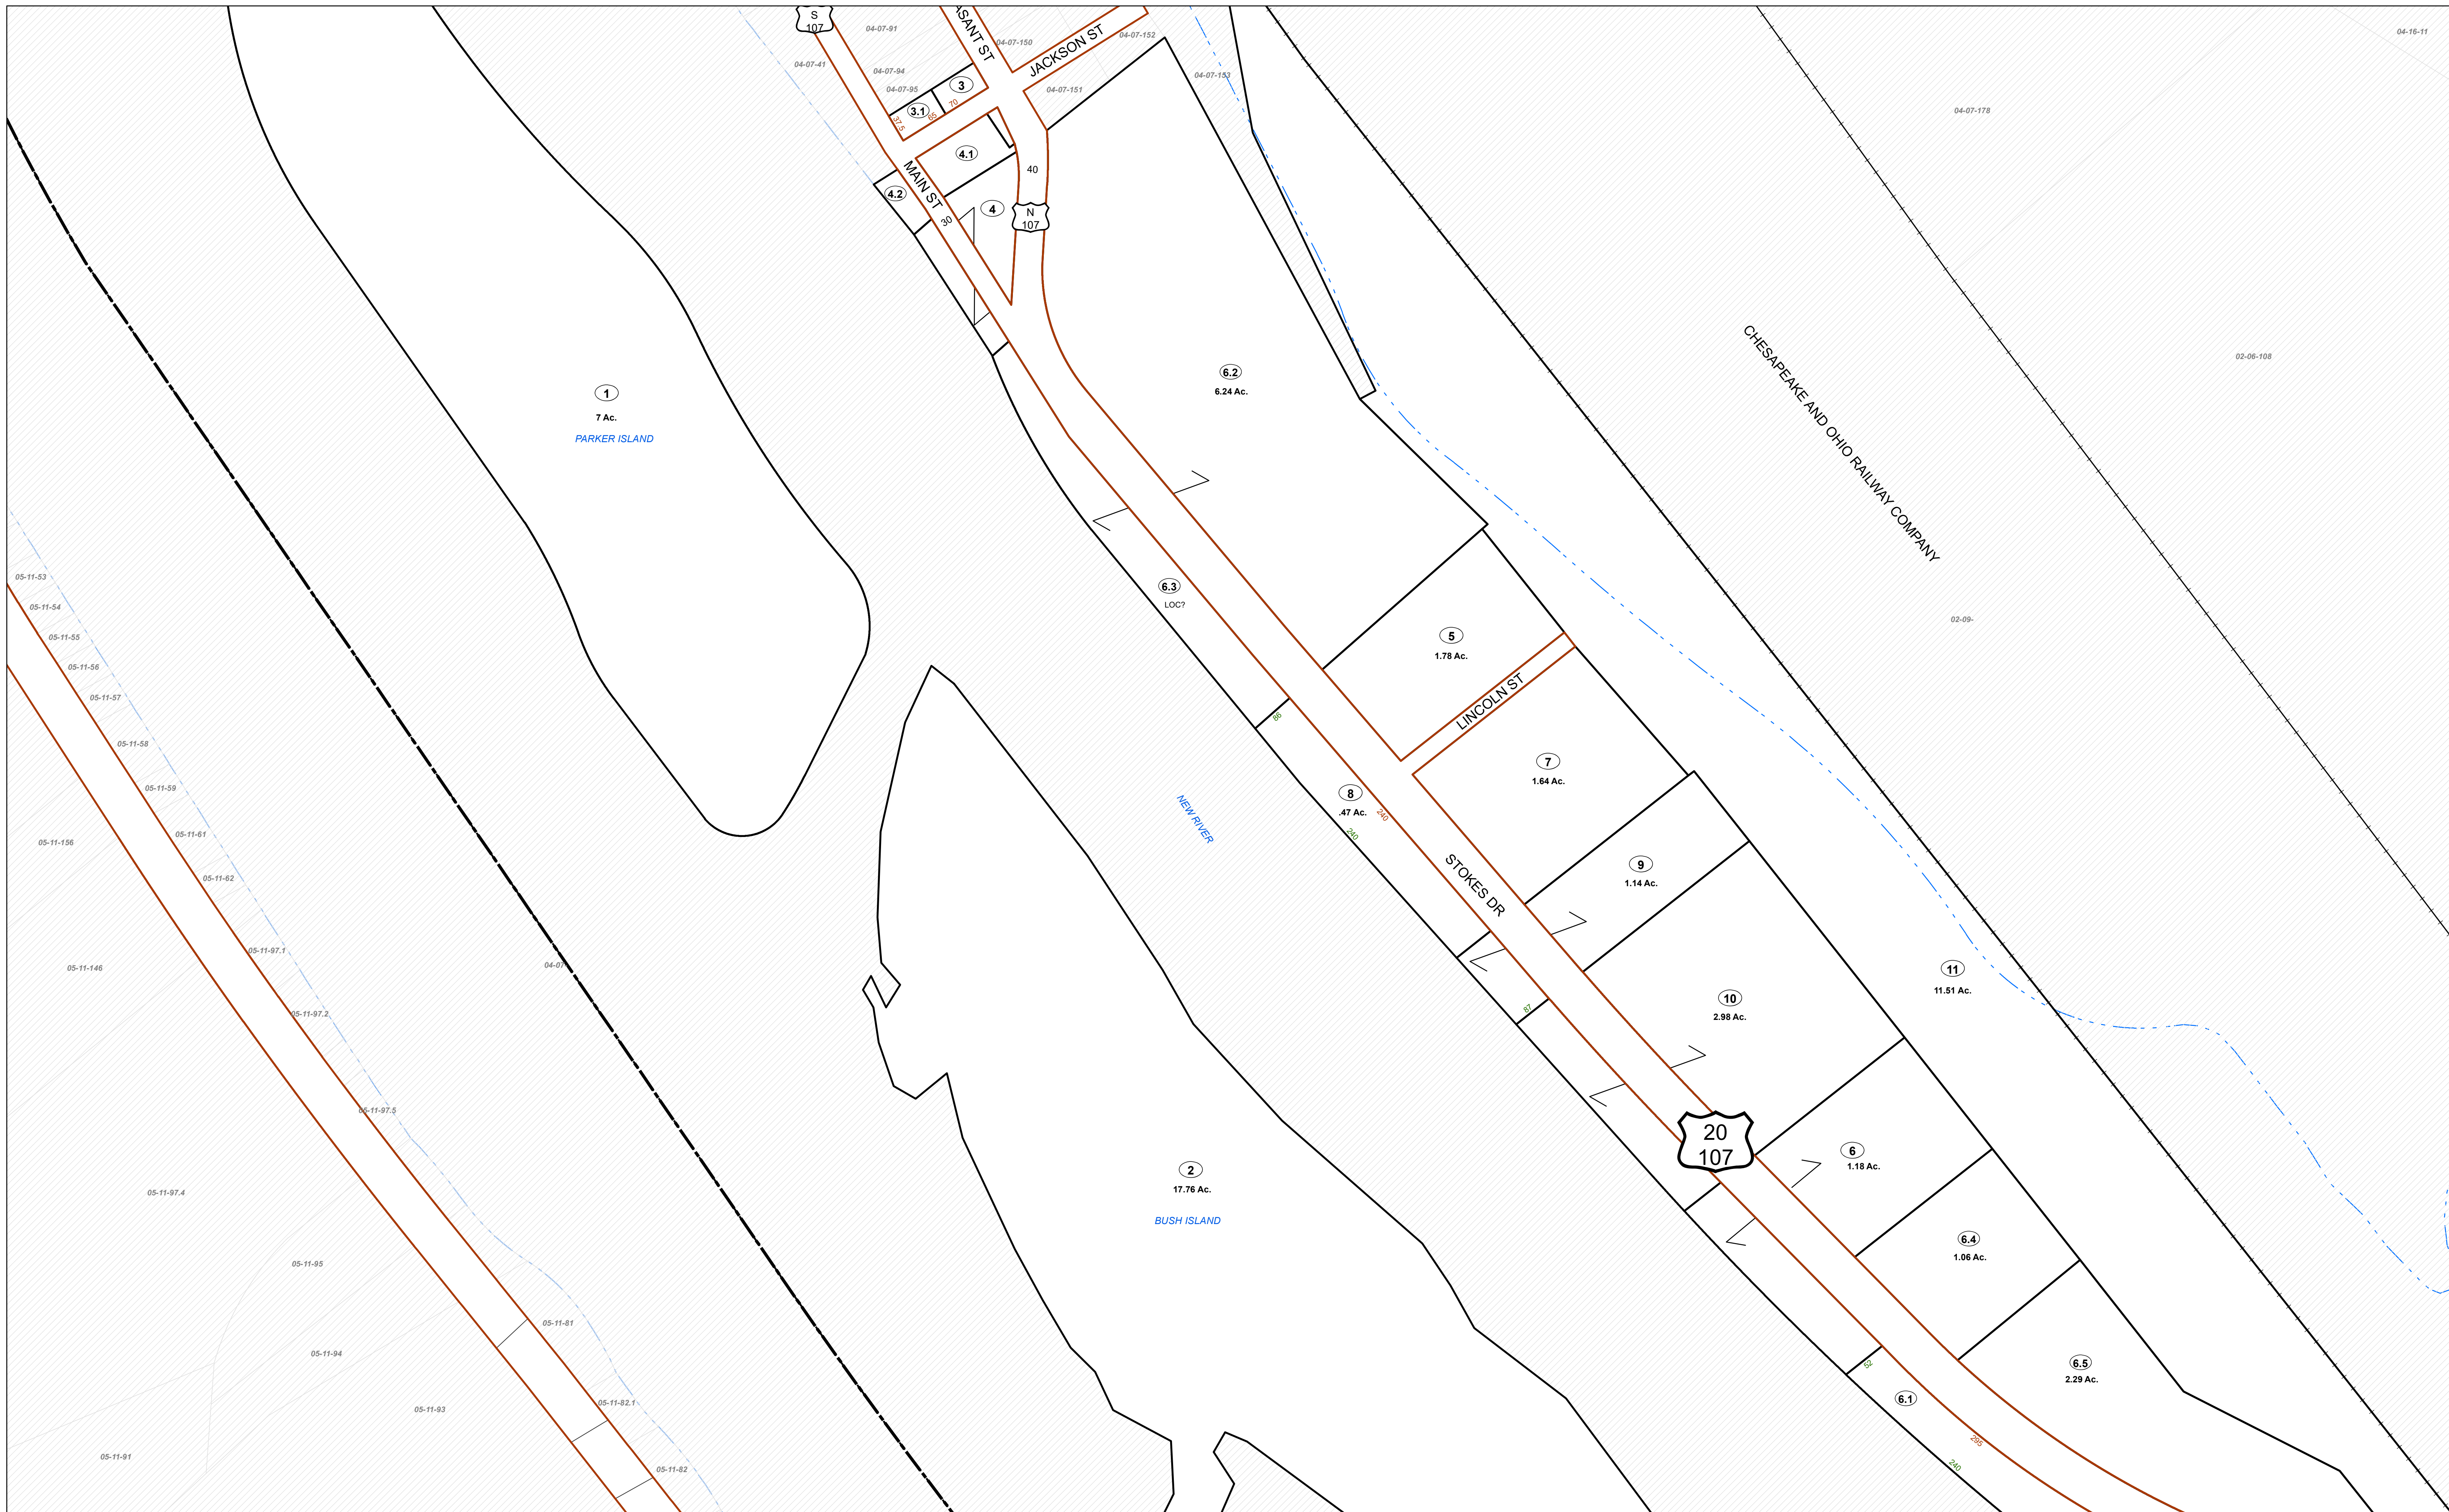 S
107
04-07-91
ASANT ST
04-07-150
JACKSON ST
04-07-152
04-16-11
04-07-41
04-07-94
04-07-153
04-07-95
3
04-07-151
70
3.1
65
37.5
04-07-178
4.1
40
MAIN ST
4.2
30
4
N
107
CHESAPEAKE AND OHIO RAILWAY COMPANY
02-06-108
6.2
6.24 Ac.
1
7 Ac.
PARKER ISLAND
05-11-53
05-11-54
05-11-55
05-11-56
05-11-57
05-11-58
05-11-59
05-11-61
05-11-156
05-11-62
6.3
LOC?
02-09-
5
1.78 Ac.
LINCOLN ST
86
7
1.64 Ac.
8
.47 Ac.
240
240
NEW RIVER
STOKES DR
9
1.14 Ac.
05-11-97.1
04-07-
05-11-146
05-11-97.2
11
11.51 Ac.
10
2.98 Ac.
87
05-11-97.5
20
107
6
1.18 Ac.
2
17.76 Ac.
BUSH ISLAND
05-11-97.4
6.4
1.06 Ac.
05-11-95
05-11-81
05-11-94
52
6.5
2.29 Ac.
6.1
05-11-82.1
05-11-93
295
240
05-11-91
05-11-82